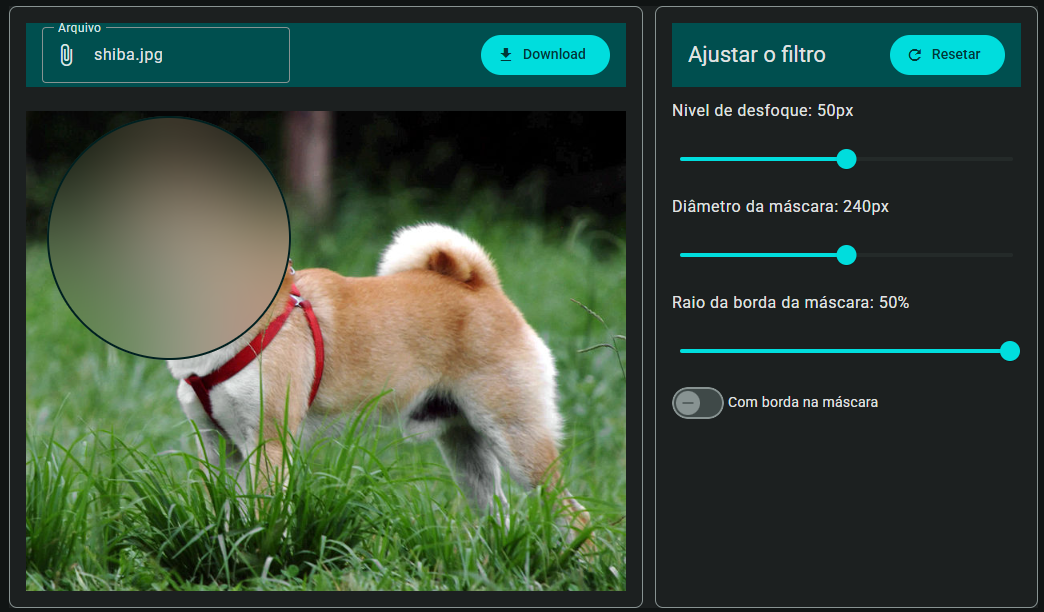 Arquivo
shiba.jpg
Download
Ajustar o filtro
Resetar
Nivel de desfoque: 50px
Diâmetro da máscara: 240px
Raio da borda da máscara: 50%
Com borda na máscara